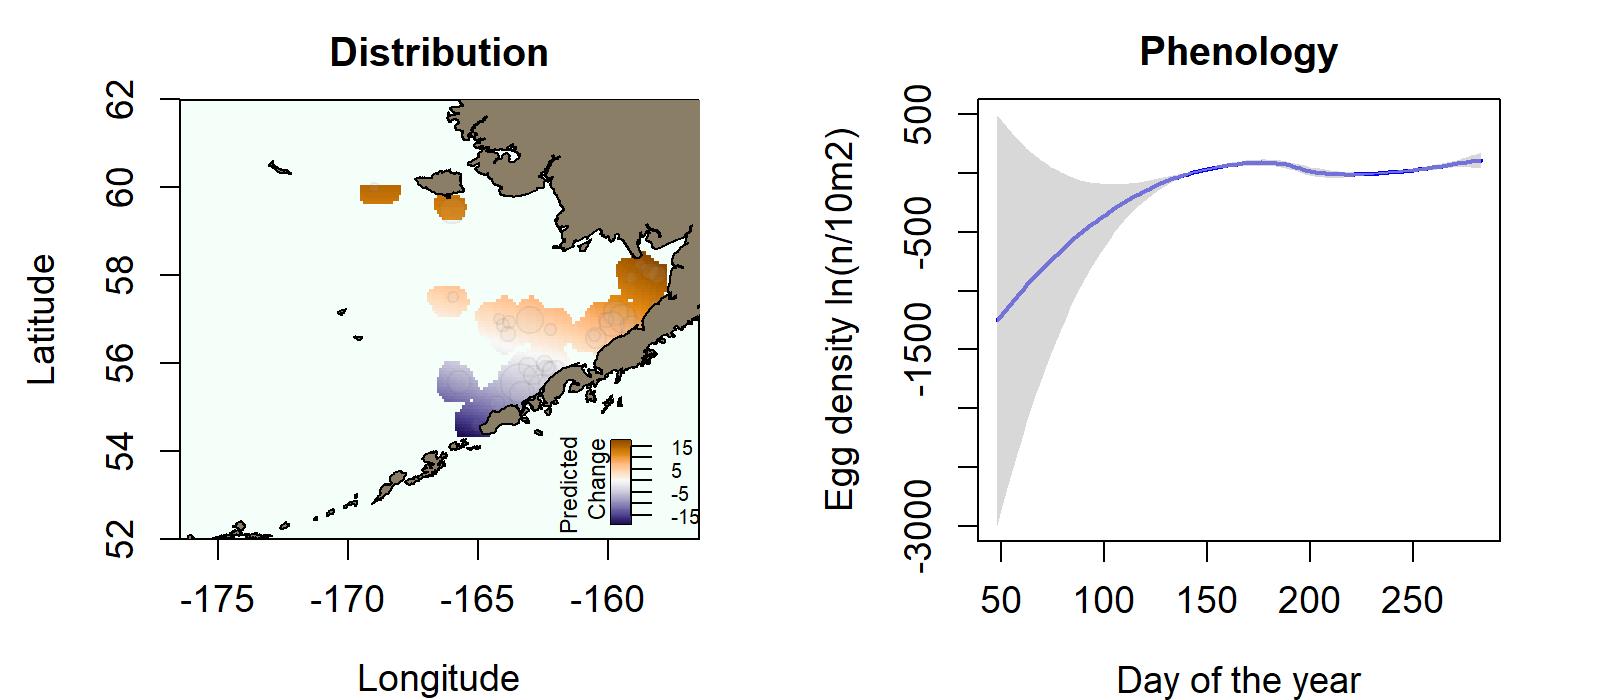 Distribution
Latitude
62
60
58
56
54
52
-175 -170 -165 -160
Longitude
Predicted
Change
15
5
-5
-15
Phenology
Egg density ln(n/10m2)
500
-500
-1500
-3000
50 100 150 200 250
Day of the year